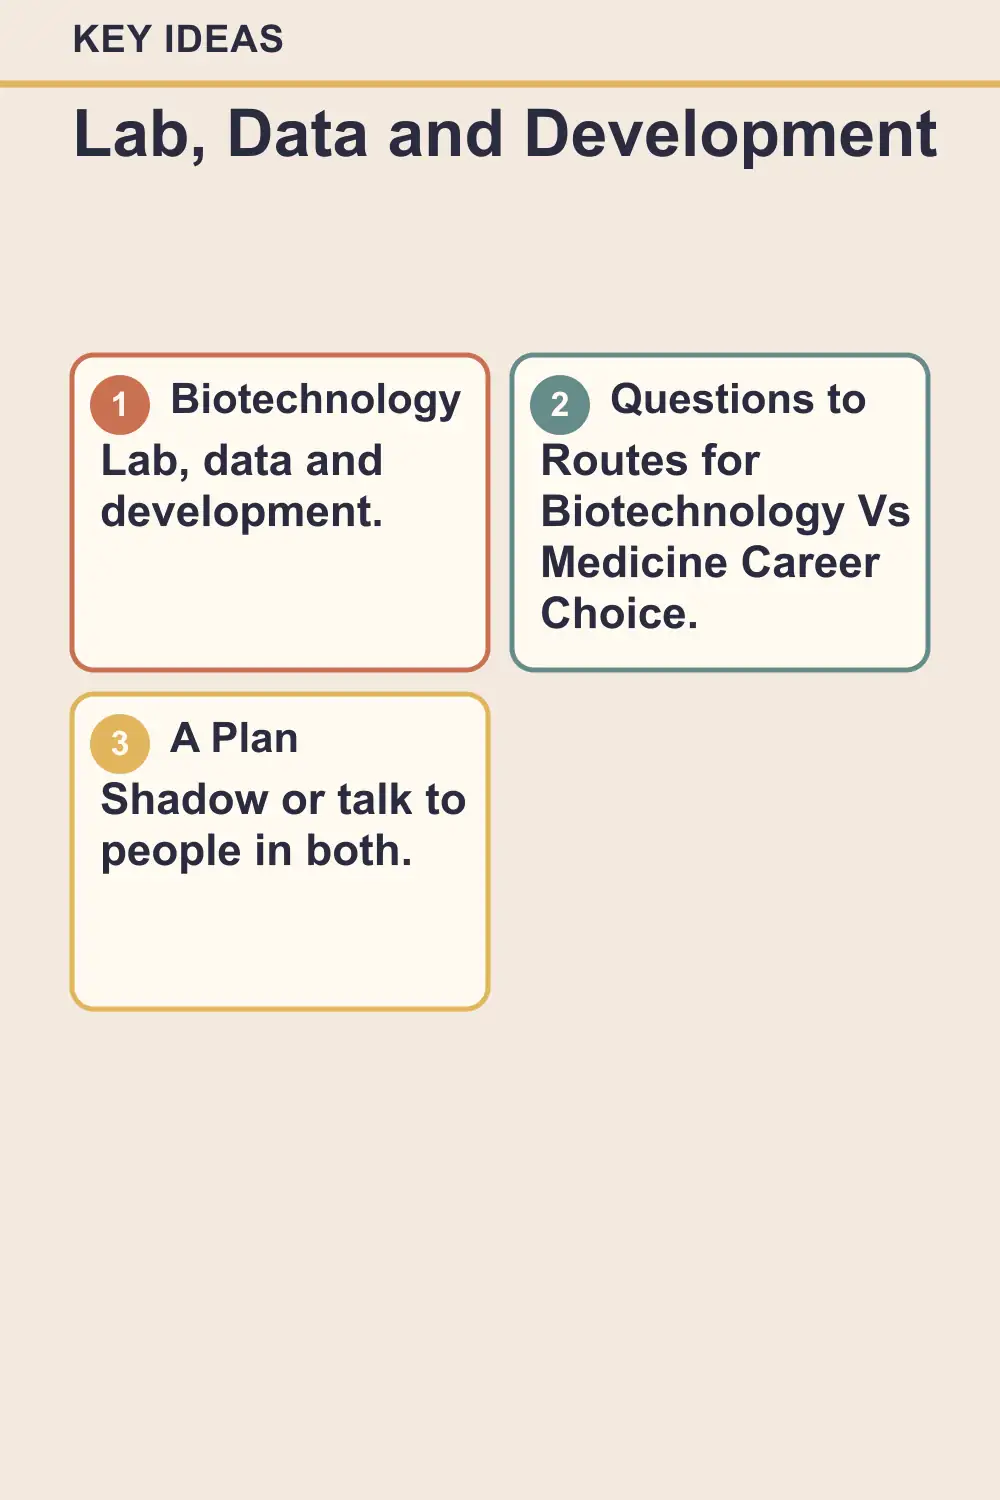 KEY IDEAS
Lab, Data and Development
1 Biotechnology
Lab, data and
development.
2 Questions to
Routes for
Biotechnology Vs
Medicine Career
Choice.
3 A Plan
Shadow or talk to
people in both.